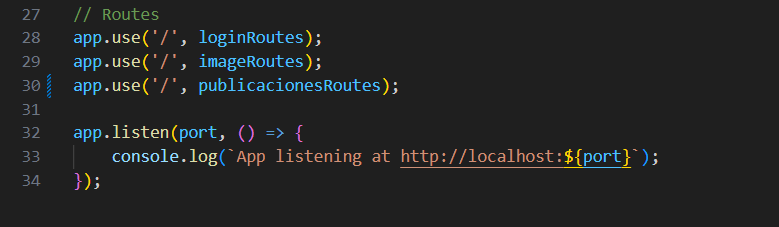 27 // Routes
28 app.use('/', loginRoutes);
29 app.use('/', imageRoutes);
30 app.use('/', publicacionesRoutes);
31
32 app.listen(port, () => {
33     console.log(`App listening at http://localhost:${port}`);
34 });